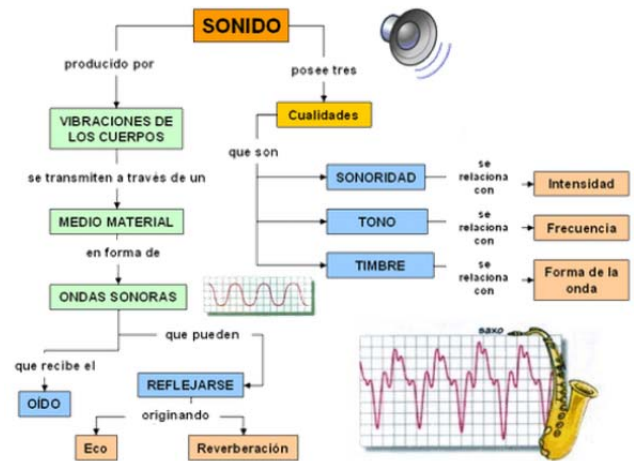 SONIDO
producido por
posee tres
VIBRACIONES DE
LOS CUERPOS
Cualidades
que son
se transmiten a través de un
SONORIDAD
se
relaciona
con
Intensidad
MEDIO MATERIAL
TONO
se
relaciona
con
Frecuencia
en forma de
TIMBRE
se
relaciona
con
Forma de la
onda
ONDAS SONORAS
que pueden
saxo
que recibe el
OÍDO
REFLEJARSE
originando
Eco
Reverberación